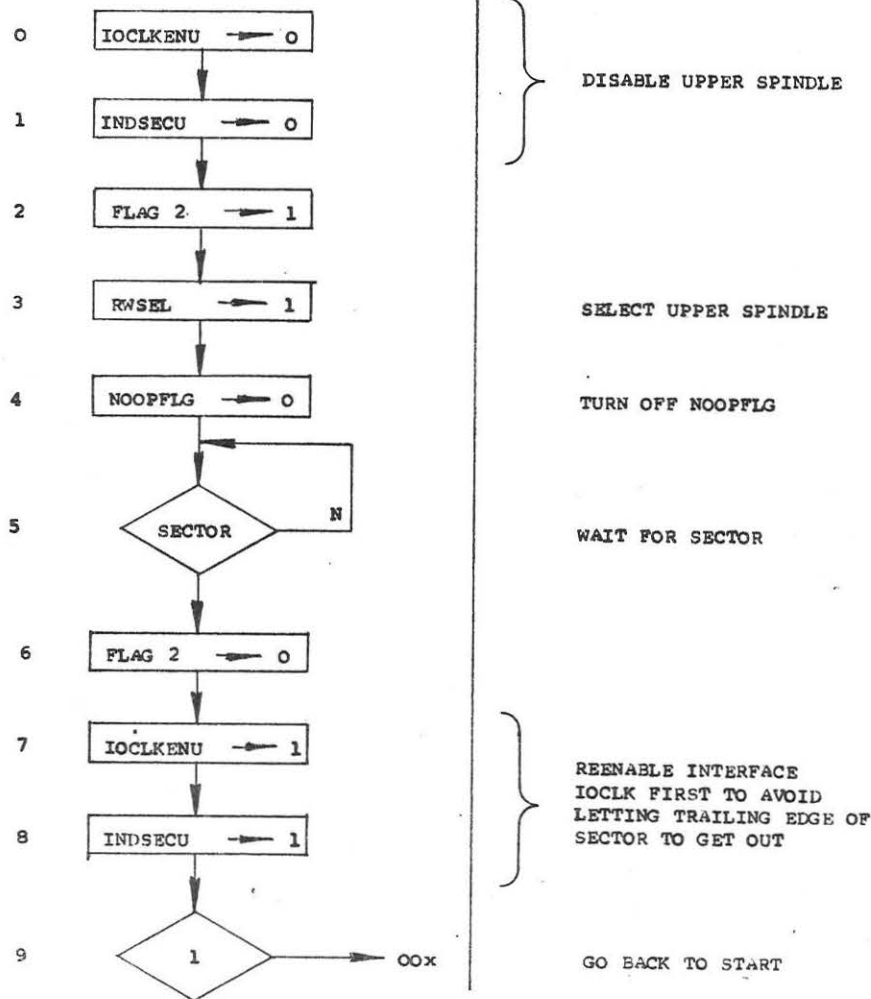 0 IOCLKENU → 0
DISABLE UPPER SPINDLE
1 INDSECU → 0
2 FLAG 2 → 1
3 RWSEL → 1 SELECT UPPER SPINDLE
4 NOOPFLG → 0 TURN OFF NOOPFLG
N
5 SECTOR WAIT FOR SECTOR
6 FLAG 2 → 0
7 IOCLKENU → 1
REENABLE INTERFACE
IOCLK FIRST TO AVOID
LETTING TRAILING EDGE OF
SECTOR TO GET OUT
8 INDSECU → 1
9 1 → 00x GO BACK TO START